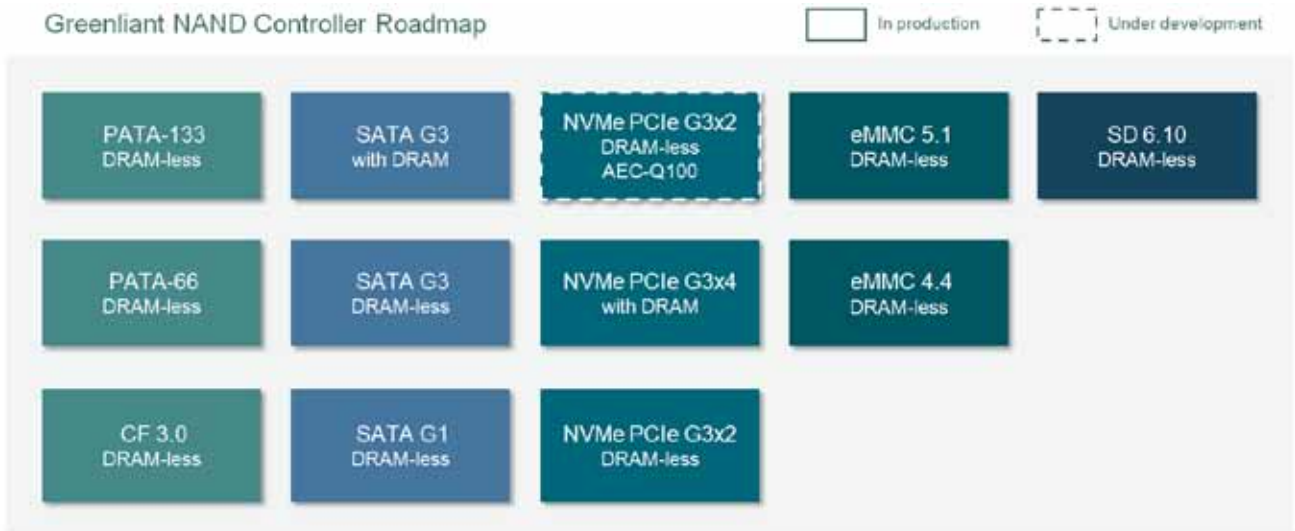 Greenliant NAND Controller Roadmap
In production
Under development
PATA-133
DRAM-less
SATA G3
with DRAM
NVMe PCIe G3x2
DRAM-less
AEC-Q100
eMMC 5.1
DRAM-less
SD 6.10
DRAM-less
PATA-66
DRAM-less
SATA G3
DRAM-less
NVMe PCIe G3x4
with DRAM
eMMC 4.4
DRAM-less
CF 3.0
DRAM-less
SATA G1
DRAM-less
NVMe PCIe G3x2
DRAM-less